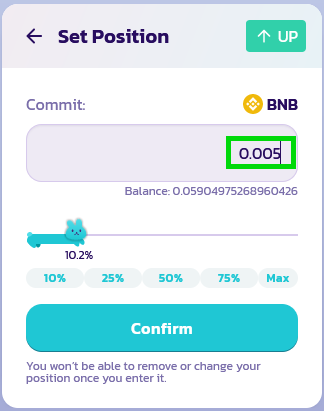 Set Position
UP
Commit:
BNB
0.005
Balance: 0.05904975268960426
10.2%
10% 25% 50% 75% Max
Confirm
You won't be able to remove or change your
position once you enter it.